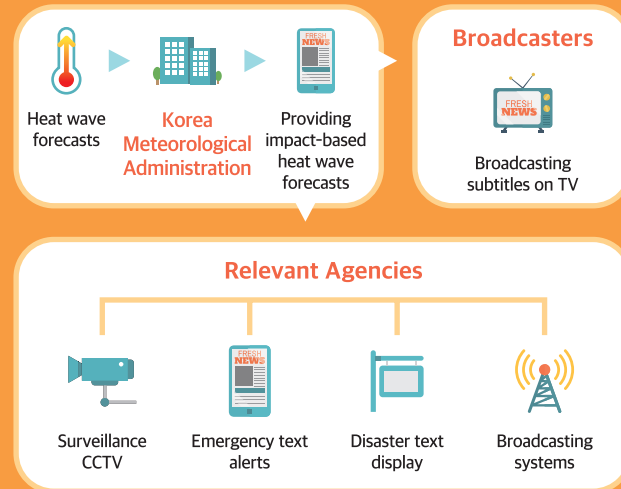 Heat wave
forecasts
Korea
Meteorological
Administration
FRESH
NEWS
Providing
impact-based
heat wave
forecasts
Broadcasters
FRESH
NEWS
Broadcasting
subtitles on TV
Relevant Agencies
Surveillance
CCTV
FRESH
NEWS
Emergency text
alerts
Disaster text
display
Broadcasting
systems